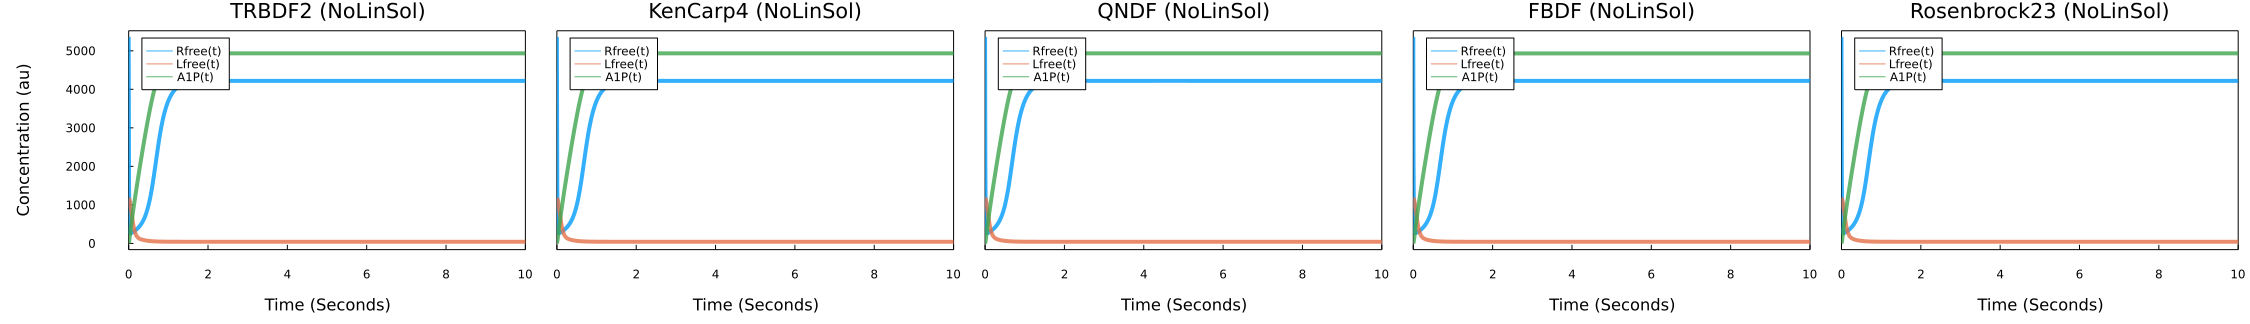 TRBDF2 (NoLinSol)
KenCarp4 (NoLinSol)
QNDF (NoLinSol)
FBDF (NoLinSol)
Rosenbrock23 (NoLinSol)
Concentration (au)
5000
4000
3000
2000
1000
0
Rfree(t)
Lfree(t)
A1P(t)
Rfree(t)
Lfree(t)
A1P(t)
Rfree(t)
Lfree(t)
A1P(t)
Rfree(t)
Lfree(t)
A1P(t)
Rfree(t)
Lfree(t)
A1P(t)
0 2 4 6 8 10
0 2 4 6 8 10
0 2 4 6 8 10
0 2 4 6 8 10
0 2 4 6 8 10
Time (Seconds)
Time (Seconds)
Time (Seconds)
Time (Seconds)
Time (Seconds)